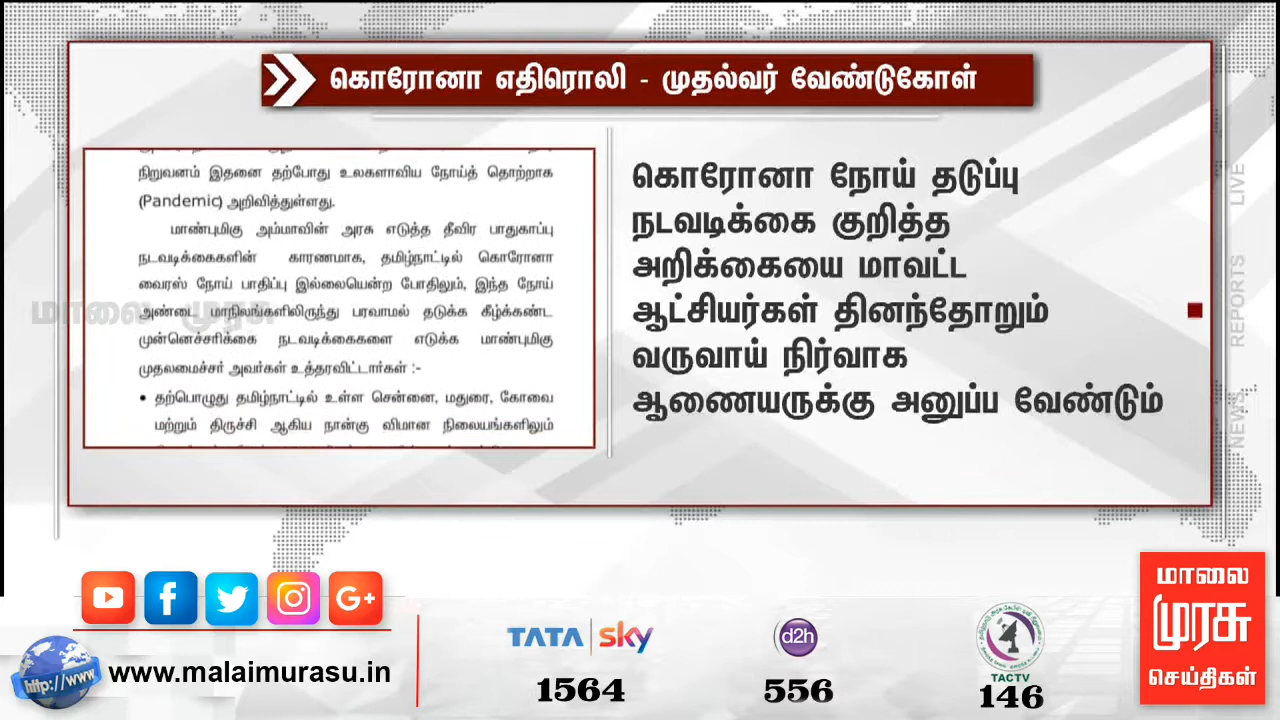 கொரோனா எதிரொலி - முதல்வர் வேண்டுகோள்
நிறுவனம் இதனை தற்போது உலகளாவிய நோய்த் தொற்றாக
(Pandemic) அறிவித்துள்ளது.
மாண்புமிகு அம்மாவின் அரசு எடுத்த தீவிர பாதுகாப்பு
நடவடிக்கைகளின் காரணமாக, தமிழ்நாட்டில் கொரோனா
வைரஸ் நோய் பாதிப்பு இல்லையென்ற போதிலும், இந்த நோய்
அண்டை மாநிலங்களிலிருந்து பரவாமல் தடுக்க கீழ்க்கண்ட
முன்னெச்சரிக்கை நடவடிக்கைகளை எடுக்க மாண்புமிகு
முதலமைச்சர் அவர்கள் உத்தரவிட்டார்கள் :-
• தற்பொழுது தமிழ்நாட்டில் உள்ள சென்னை, மதுரை, கோவை
மற்றும் திருச்சி ஆகிய நான்கு விமான நிலையங்களிலும்
மாலை முரசு
கொரோனா நோய் தடுப்பு
நடவடிக்கை குறித்த
அறிக்கையை மாவட்ட
ஆட்சியர்கள் தினந்தோறும்
வருவாய் நிர்வாக
ஆணையருக்கு அனுப்ப வேண்டும்
NEWS REPORTS LIVE
http://www
www.malaimurasu.in
TATA sky
1564
d2h
556
TACTV
146
மாலை
முரசு
செய்திகள்